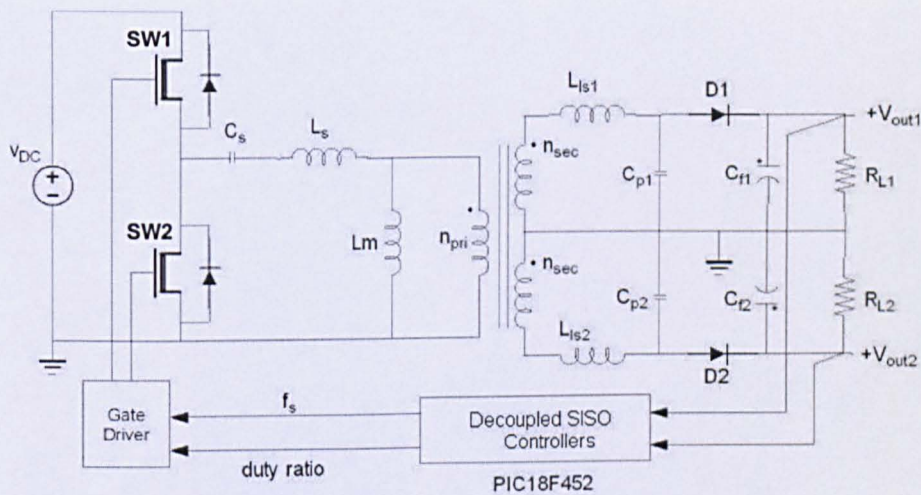 SW1
L_ls1
D1
+V_out1
C_s
L_s
v_DC
+
−
n_sec
C_p1
C_f1
R_L1
SW2
Lm
n_pri
n_sec
C_p2
C_f2
R_L2
L_ls2
D2
+V_out2
Gate
Driver
f_s
duty ratio
Decoupled SISO
Controllers
PIC18F452